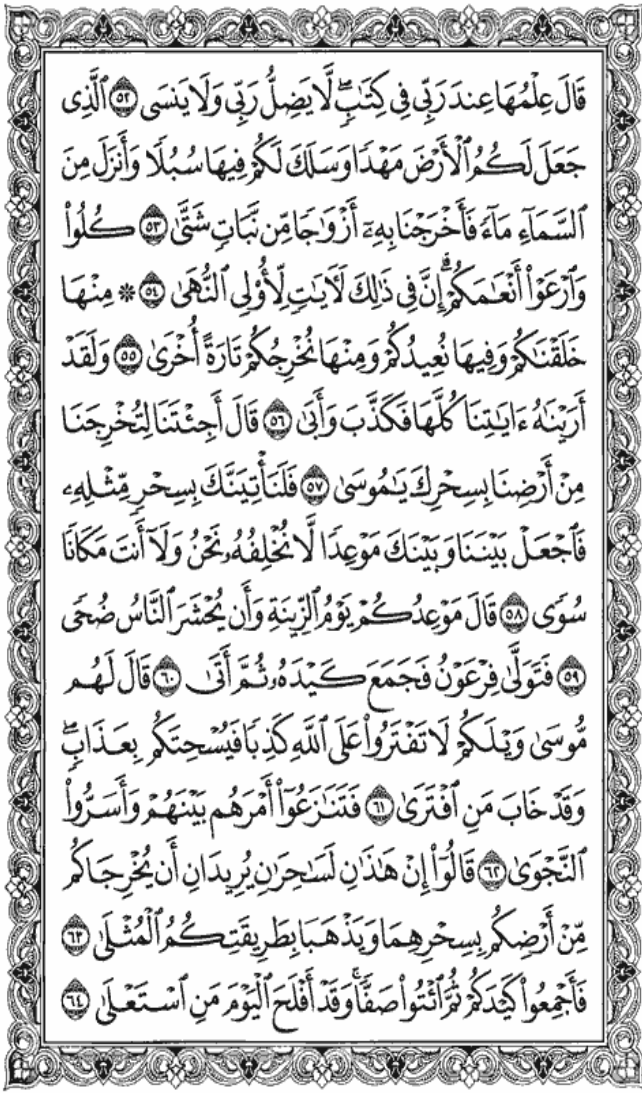 قَالَ عِلْمُهَا عِندَ رَبِّي فِي كِتَٰبٖۖ لَّا يَضِلُّ رَبِّي وَلَا يَنسَى ٥٢ ٱلَّذِي
جَعَلَ لَكُمُ ٱلْأَرْضَ مَهْدٗا وَسَلَكَ لَكُمْ فِيهَا سُبُلٗا وَأَنزَلَ مِنَ
ٱلسَّمَآءِ مَآءٗ فَأَخْرَجْنَا بِهِۦٓ أَزْوَٰجٗا مِّن نَّبَاتٖ شَتَّىٰ ٥٣ كُلُواْ
وَٱرْعَوْاْ أَنْعَٰمَكُمْۚ إِنَّ فِي ذَٰلِكَ لَأٓيَٰتٖ لِّأُوْلِي ٱلنُّهَىٰ ٥٤ ۞ مِنْهَا
خَلَقْنَٰكُمْ وَفِيهَا نُعِيدُكُمْ وَمِنْهَا نُخْرِجُكُمْ تَارَةً أُخْرَىٰ ٥٥ وَلَقَدْ
أَرَيْنَٰهُ ءَايَٰتِنَا كُلَّهَا فَكَذَّبَ وَأَبَىٰ ٥٦ قَالَ أَجِئْتَنَا لِتُخْرِجَنَا
مِنْ أَرْضِنَا بِسِحْرِكَ يَٰمُوسَىٰ ٥٧ فَلَنَأْتِيَنَّكَ بِسِحْرٖ مِّثْلِهِۦ
فَٱجْعَلْ بَيْنَنَا وَبَيْنَكَ مَوْعِدٗا لَّا نُخْلِفُهُۥ نَحْنُ وَلَآ أَنتَ مَكَانٗا
سُوٗى ٥٨ قَالَ مَوْعِدُكُمْ يَوْمُ ٱلزِّينَةِ وَأَن يُحْشَرَ ٱلنَّاسُ ضُحٗى
٥٩ فَتَوَلَّىٰ فِرْعَوْنُ فَجَمَعَ كَيْدَهُۥ ثُمَّ أَتَىٰ ٦٠ قَالَ لَهُم
مُّوسَىٰ وَيْلَكُمْ لَا تَفْتَرُواْ عَلَى ٱللَّهِ كَذِبٗا فَيُسْحِتَكُم بِعَذَابٖۖ
وَقَدْ خَابَ مَنِ ٱفْتَرَىٰ ٦١ فَتَنَٰزَعُوٓاْ أَمْرَهُم بَيْنَهُمْ وَأَسَرُّواْ
ٱلنَّجْوَىٰ ٦٢ قَالُوٓاْ إِنْ هَٰذَٰنِ لَسَٰحِرَٰنِ يُرِيدَانِ أَن يُخْرِجَاكُم
مِّنْ أَرْضِكُم بِسِحْرِهِمَا وَيَذْهَبَا بِطَرِيقَتِكُمُ ٱلْمُثْلَىٰ ٦٣
فَأَجْمِعُواْ كَيْدَكُمْ ثُمَّ ٱئْتُواْ صَفّٗاۚ وَقَدْ أَفْلَحَ ٱلْيَوْمَ مَنِ ٱسْتَعْلَىٰ ٦٤